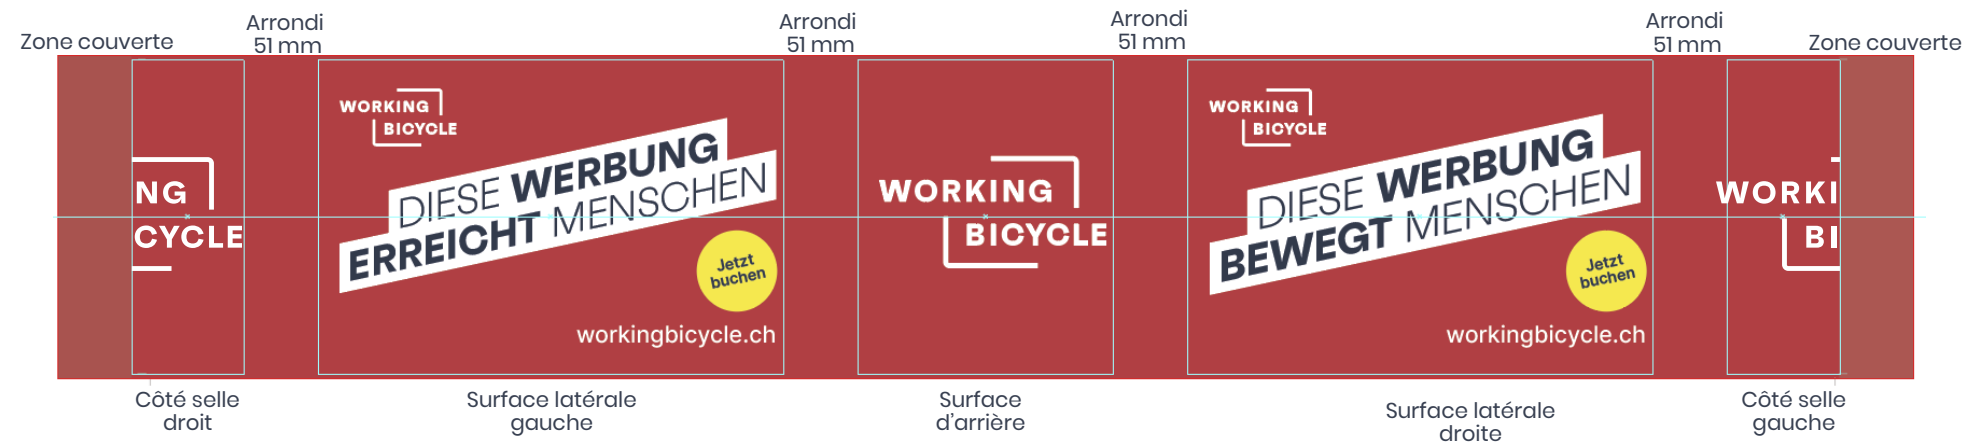 Zone couverte
Arrondi
51 mm
Arrondi
51 mm
Arrondi
51 mm
Arrondi
51 mm
Zone couverte
NG
CYCLE
WORKING
BICYCLE
DIESE WERBUNG
ERREICHT MENSCHEN
Jetzt
buchen
workingbicycle.ch
WORKING
BICYCLE
WORKING
BICYCLE
DIESE WERBUNG
BEWEGT MENSCHEN
Jetzt
buchen
workingbicycle.ch
WORKI
BI
Côté selle
droit
Surface latérale
gauche
Surface
d'arrière
Surface latérale
droite
Côté selle
gauche